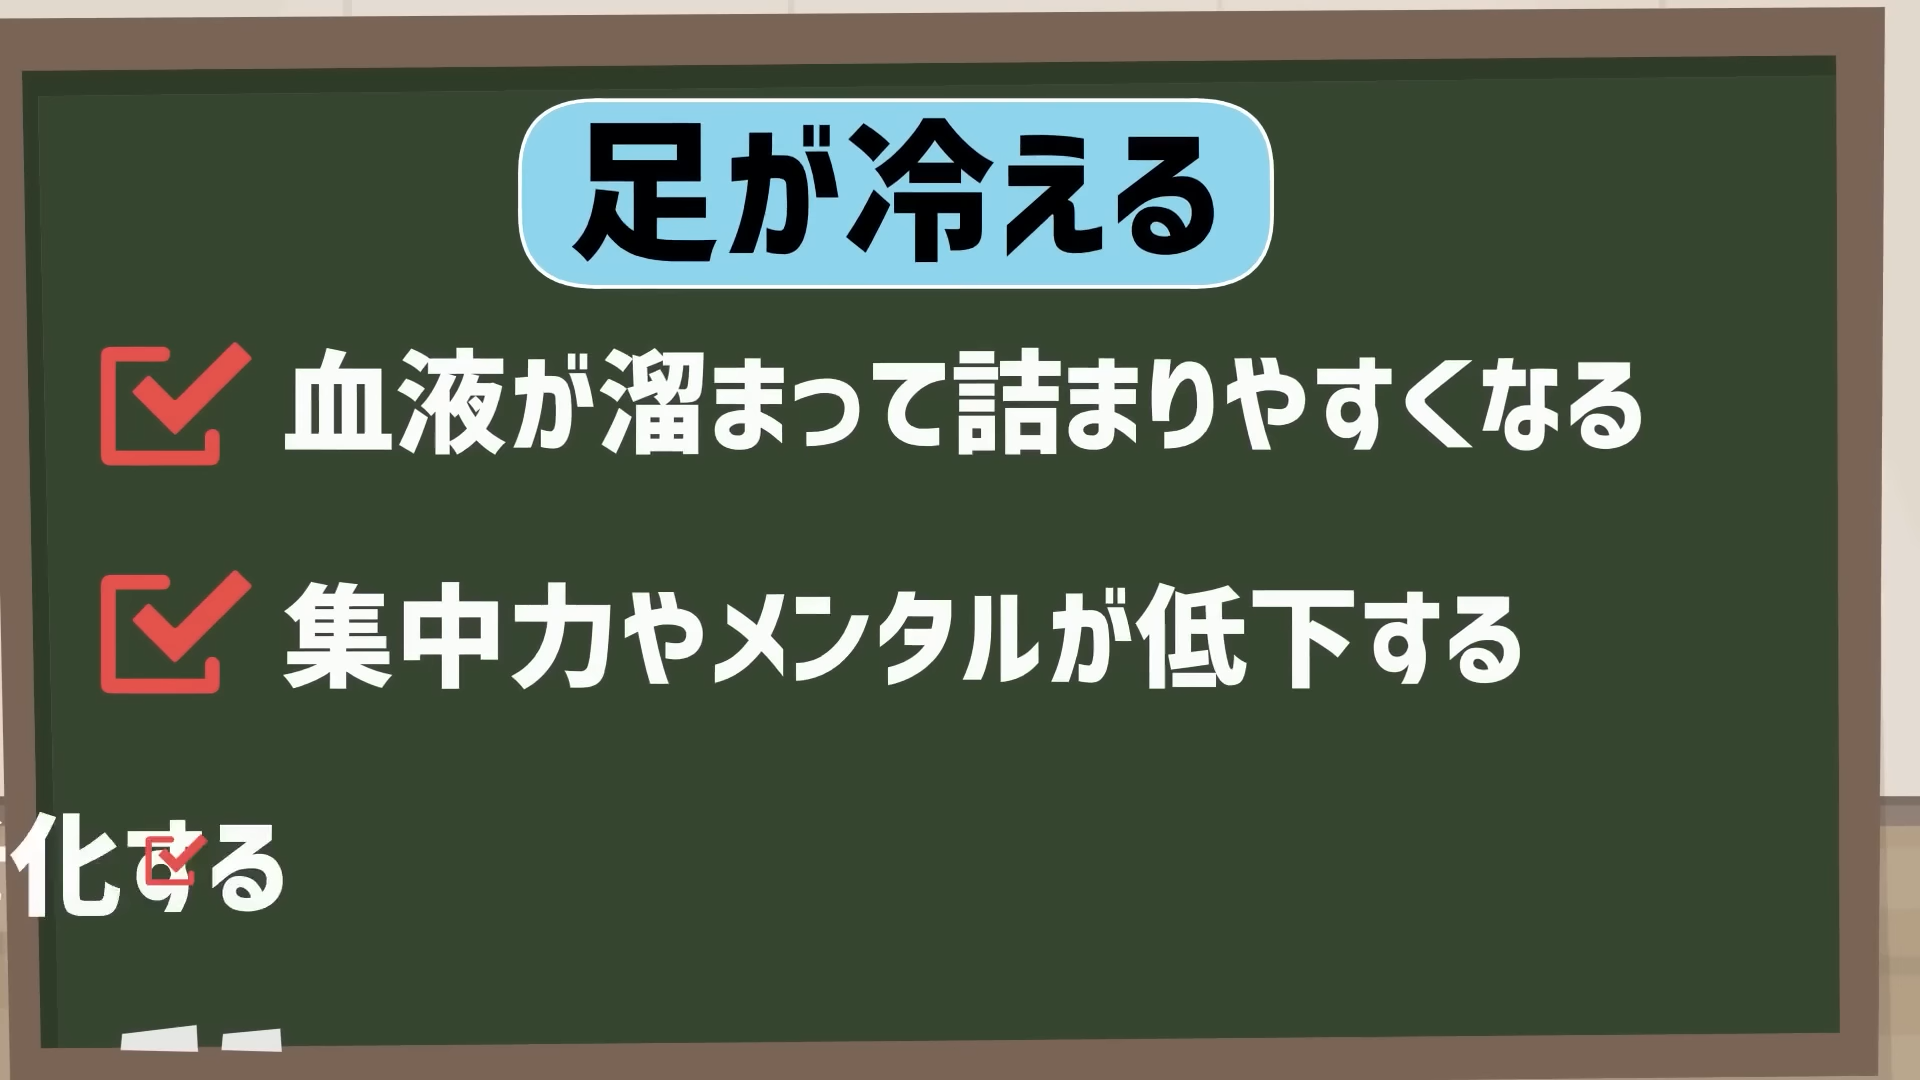 足が冷える
血液が溜まって詰まりやすくなる
集中力やメンタルが低下する
化する